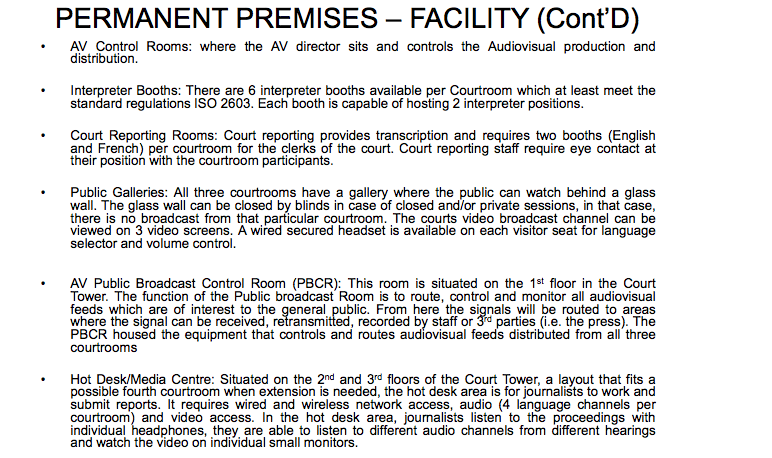 PERMANENT PREMISES – FACILITY (Cont’D)
• AV Control Rooms: where the AV director sits and controls the Audiovisual production and
distribution.
• Interpreter Booths: There are 6 interpreter booths available per Courtroom which at least meet the
standard regulations ISO 2603. Each booth is capable of hosting 2 interpreter positions.
• Court Reporting Rooms: Court reporting provides transcription and requires two booths (English
and French) per courtroom for the clerks of the court. Court reporting staff require eye contact at
their position with the courtroom participants.
• Public Galleries: All three courtrooms have a gallery where the public can watch behind a glass
wall. The glass wall can be closed by blinds in case of closed and/or private sessions, in that case,
there is no broadcast from that particular courtroom. The courts video broadcast channel can be
viewed on 3 video screens. A wired secured headset is available on each visitor seat for language
selector and volume control.
• AV Public Broadcast Control Room (PBCR): This room is situated on the 1st floor in the Court
Tower. The function of the Public broadcast Room is to route, control and monitor all audiovisual
feeds which are of interest to the general public. From here the signals will be routed to areas
where the signal can be received, retransmitted, recorded by staff or 3rd parties (i.e. the press). The
PBCR housed the equipment that controls and routes audiovisual feeds distributed from all three
courtrooms
• Hot Desk/Media Centre: Situated on the 2nd and 3rd floors of the Court Tower, a layout that fits a
possible fourth courtroom when extension is needed, the hot desk area is for journalists to work and
submit reports. It requires wired and wireless network access, audio (4 language channels per
courtroom) and video access. In the hot desk area, journalists listen to the proceedings with
individual headphones, they are able to listen to different audio channels from different hearings
and watch the video on individual small monitors.